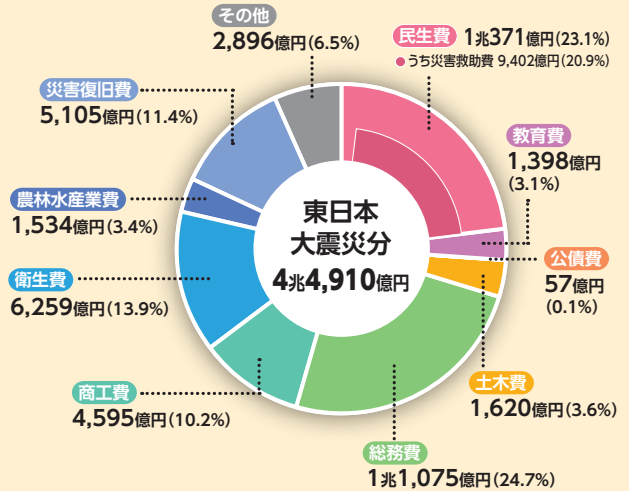 その他
2,896億円(6.5%)
民生費 1兆371億円(23.1%)
●うち災害救助費 9,402億円(20.9%)
災害復旧費
5,105億円(11.4%)
教育費
1,398億円
(3.1%)
農林水産業費
1,534億円(3.4%)
東日本
大震災分
4兆4,910億円
公債費
57億円
(0.1%)
衛生費
6,259億円(13.9%)
土木費
1,620億円(3.6%)
商工費
4,595億円(10.2%)
総務費
1兆1,075億円(24.7%)